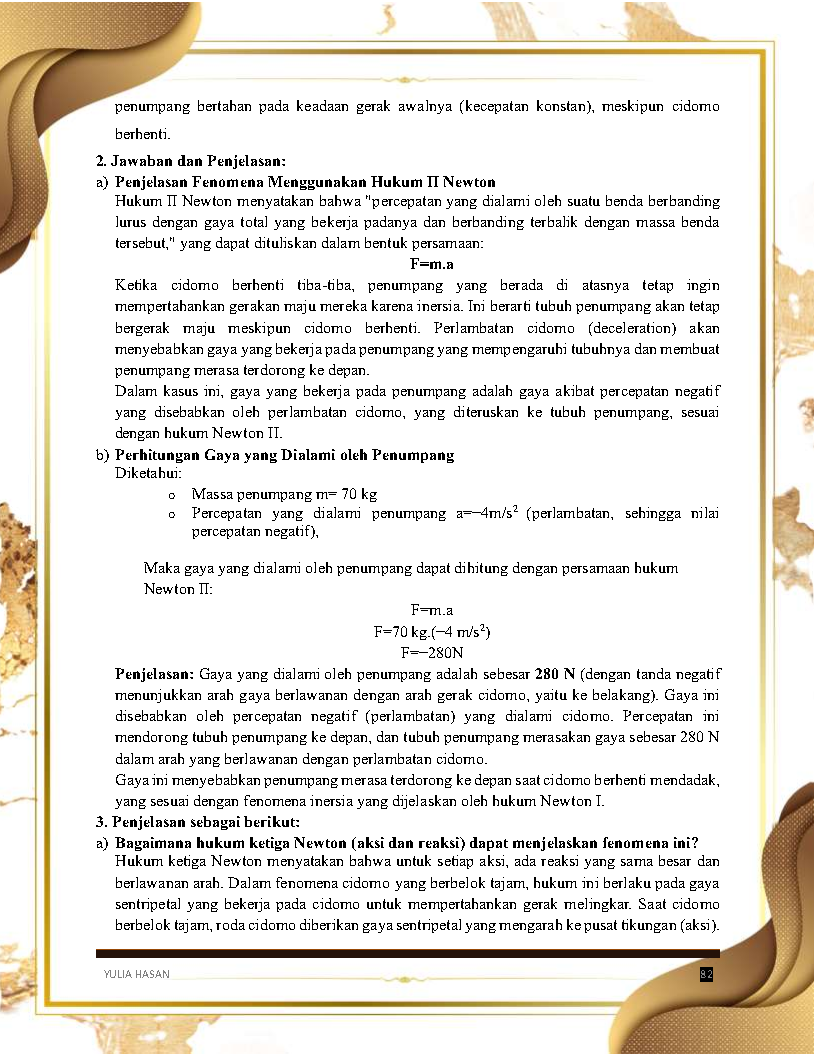 penumpang bertahan pada keadaan gerak awalnya (kecepatan konstan), meskipun cidomo
berhenti.
2. Jawaban dan Penjelasan:
a) Penjelasan Fenomena Menggunakan Hukum II Newton
Hukum II Newton menyatakan bahwa "percepatan yang dialami oleh suatu benda berbanding
lurus dengan gaya total yang bekerja padanya dan berbanding terbalik dengan massa benda
tersebut," yang dapat dituliskan dalam bentuk persamaan:
F=m.a
Ketika cidomo berhenti tiba-tiba, penumpang yang berada di atasnya tetap ingin
mempertahankan gerakan maju mereka karena inersia. Ini berarti tubuh penumpang akan tetap
bergerak maju meskipun cidomo berhenti. Perlambatan cidomo (deceleration) akan
menyebabkan gaya yang bekerja pada penumpang yang mempengaruhi tubuhnya dan membuat
penumpang merasa terdorong ke depan.
Dalam kasus ini, gaya yang bekerja pada penumpang adalah gaya akibat percepatan negatif
yang disebabkan oleh perlambatan cidomo, yang diteruskan ke tubuh penumpang, sesuai
dengan hukum Newton II.
b) Perhitungan Gaya yang Dialami oleh Penumpang
Diketahui:
o Massa penumpang m= 70 kg
o Percepatan yang dialami penumpang a=−4m/s² (perlambatan, sehingga nilai
percepatan negatif),
Maka gaya yang dialami oleh penumpang dapat dihitung dengan persamaan hukum
Newton II:
F=m.a
F=70 kg.(−4 m/s²)
F=−280N
Penjelasan: Gaya yang dialami oleh penumpang adalah sebesar 280 N (dengan tanda negatif
menunjukkan arah gaya berlawanan dengan arah gerak cidomo, yaitu ke belakang). Gaya ini
disebabkan oleh percepatan negatif (perlambatan) yang dialami cidomo. Percepatan ini
mendorong tubuh penumpang ke depan, dan tubuh penumpang merasakan gaya sebesar 280 N
dalam arah yang berlawanan dengan perlambatan cidomo.
Gaya ini menyebabkan penumpang merasa terdorong ke depan saat cidomo berhenti mendadak,
yang sesuai dengan fenomena inersia yang dijelaskan oleh hukum Newton I.
3. Penjelasan sebagai berikut:
a) Bagaimana hukum ketiga Newton (aksi dan reaksi) dapat menjelaskan fenomena ini?
Hukum ketiga Newton menyatakan bahwa untuk setiap aksi, ada reaksi yang sama besar dan
berlawanan arah. Dalam fenomena cidomo yang berbelok tajam, hukum ini berlaku pada gaya
sentripetal yang bekerja pada cidomo untuk mempertahankan gerak melingkar. Saat cidomo
berbelok tajam, roda cidomo diberikan gaya sentripetal yang mengarah ke pusat tikungan (aksi).
YULIA HASAN 82